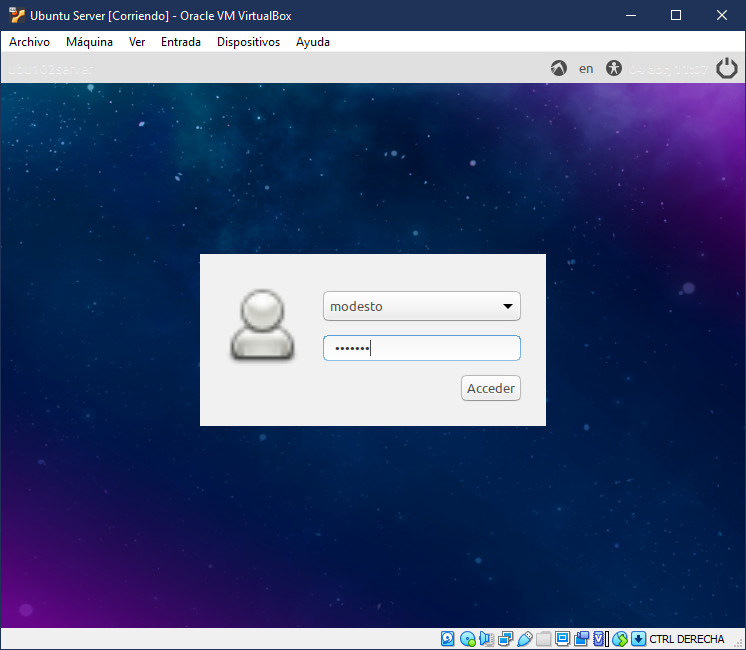 Ubuntu Server [Corriendo] - Oracle VM VirtualBox
Archivo Máquina Ver Entrada Dispositivos Ayuda
en
modesto
•••••••
Acceder
CTRL DERECHA